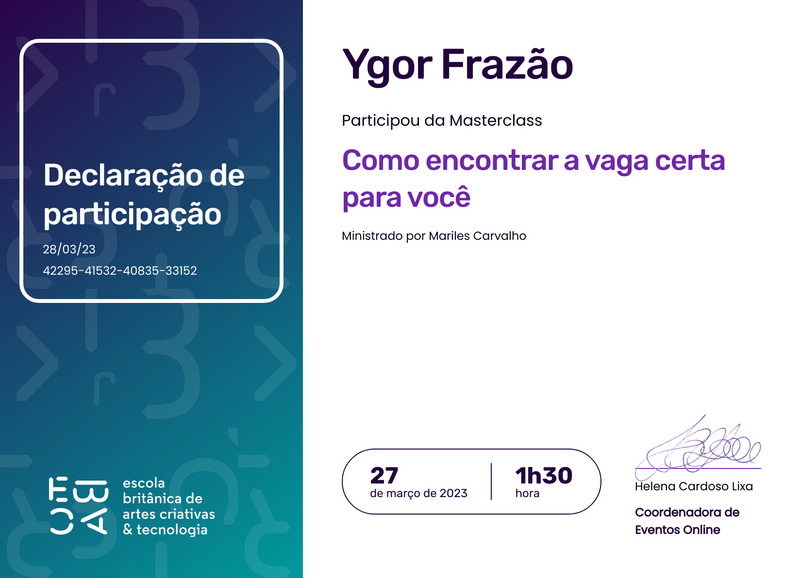 Declaração de
participação
28/03/23
42295-41532-40835-33152
EBAC
escola
britânica de
artes criativas
& tecnologia
Ygor Frazão
Participou da Masterclass
Como encontrar a vaga certa
para você
Ministrado por Mariles Carvalho
27
de março de 2023
1h30
hora
Helena Cardoso Lixa
Coordenadora de
Eventos Online